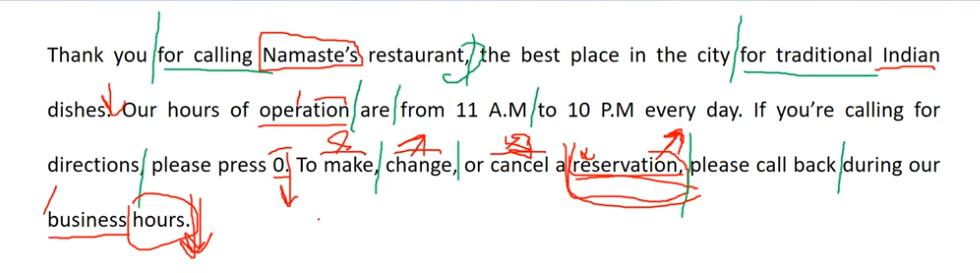 Thank you for calling Namaste's restaurant, the best place in the city for traditional Indian
dishes. Our hours of operation are from 11 A.M to 10 P.M every day. If you're calling for
directions, please press 0. To make, change, or cancel a reservation, please call back during our
business hours.